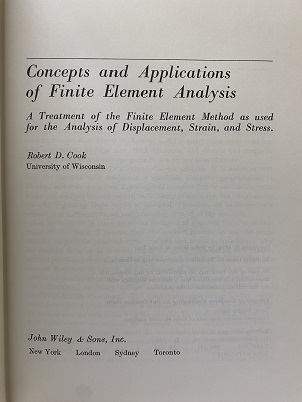 Concepts and Applications
of Finite Element Analysis
A Treatment of the Finite Element Method as used
for the Analysis of Displacement, Strain, and Stress.
Robert D. Cook
University of Wisconsin
John Wiley & Sons, Inc.
New York London Sydney Toronto